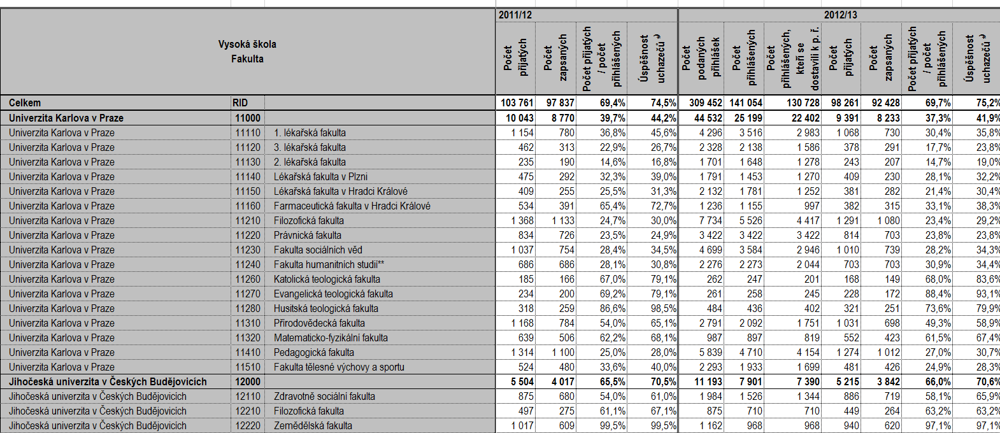 2011/12 2012/13
Vysoká škola
Fakulta
Počet přijatých
Počet zapsaných
Počet přijatých / počet přihlášených
Úspěšnost uchazečů
Počet podaných přihlášek
Počet přihlášených
Počet přihlášených, kteří se dostavili k p. ř.
Počet přijatých
Počet zapsaných
Počet přijatých / počet přihlášených
Úspěšnost uchazečů
Celkem RID 103 761 97 837 69,4% 74,5% 309 452 141 054 130 728 98 261 92 428 69,7% 75,2%
Univerzita Karlova v Praze 11000 10 043 8 770 39,7% 44,2% 44 532 25 199 22 402 9 391 8 233 37,3% 41,9%
Univerzita Karlova v Praze 11110 1. lékařská fakulta 1 154 780 36,8% 45,6% 4 296 3 516 2 983 1 068 730 30,4% 35,8%
Univerzita Karlova v Praze 11120 3. lékařská fakulta 462 313 22,9% 26,7% 2 328 2 138 1 586 378 291 17,7% 23,8%
Univerzita Karlova v Praze 11130 2. lékařská fakulta 235 190 14,6% 16,8% 1 701 1 648 1 278 243 207 14,7% 19,0%
Univerzita Karlova v Praze 11140 Lékařská fakulta v Plzni 475 292 32,3% 39,0% 1 791 1 453 1 270 409 230 28,1% 32,2%
Univerzita Karlova v Praze 11150 Lékařská fakulta v Hradci Králové 409 255 25,5% 31,3% 2 132 1 781 1 252 381 282 21,4% 30,4%
Univerzita Karlova v Praze 11160 Farmaceutická fakulta v Hradci Králové 534 391 65,4% 72,7% 1 236 1 155 997 382 315 33,1% 38,3%
Univerzita Karlova v Praze 11210 Filozofická fakulta 1 368 1 133 24,7% 30,0% 7 734 5 526 4 417 1 291 1 080 23,4% 29,2%
Univerzita Karlova v Praze 11220 Právnická fakulta 834 726 23,5% 24,9% 3 422 3 422 3 422 814 703 23,8% 23,8%
Univerzita Karlova v Praze 11230 Fakulta sociálních věd 1 037 754 28,4% 34,5% 4 699 3 584 2 946 1 010 739 28,2% 34,3%
Univerzita Karlova v Praze 11240 Fakulta humanitních studií** 686 686 28,1% 30,8% 2 276 2 273 2 044 703 703 30,9% 34,4%
Univerzita Karlova v Praze 11260 Katolická teologická fakulta 185 166 67,0% 79,1% 262 247 201 168 149 68,0% 83,6%
Univerzita Karlova v Praze 11270 Evangelická teologická fakulta 234 200 69,2% 79,1% 261 258 245 228 172 88,4% 93,1%
Univerzita Karlova v Praze 11280 Husitská teologická fakulta 318 259 86,6% 98,5% 484 436 402 321 251 73,6% 79,9%
Univerzita Karlova v Praze 11310 Přírodovědecká fakulta 1 168 784 54,0% 65,1% 2 791 2 092 1 751 1 031 698 49,3% 58,9%
Univerzita Karlova v Praze 11320 Matematicko-fyzikální fakulta 639 506 62,2% 68,1% 987 897 819 552 423 61,5% 67,4%
Univerzita Karlova v Praze 11410 Pedagogická fakulta 1 314 1 100 25,0% 28,0% 5 839 4 710 4 154 1 274 1 012 27,0% 30,7%
Univerzita Karlova v Praze 11510 Fakulta tělesné výchovy a sportu 524 480 33,6% 40,0% 2 293 1 933 1 699 481 426 24,9% 28,3%
Jihočeská univerzita v Českých Budějovicích 12000 5 504 4 017 65,5% 70,5% 11 193 7 901 7 390 5 215 3 842 66,0% 70,6%
Jihočeská univerzita v Českých Budějovicích 12110 Zdravotně sociální fakulta 875 680 54,0% 61,0% 1 984 1 526 1 344 886 719 58,1% 65,9%
Jihočeská univerzita v Českých Budějovicích 12210 Filozofická fakulta 497 275 61,1% 67,1% 875 710 710 449 264 63,2% 63,2%
Jihočeská univerzita v Českých Budějovicích 12220 Zemědělská fakulta 1 017 609 99,5% 99,5% 1 162 968 968 940 620 97,1% 97,1%